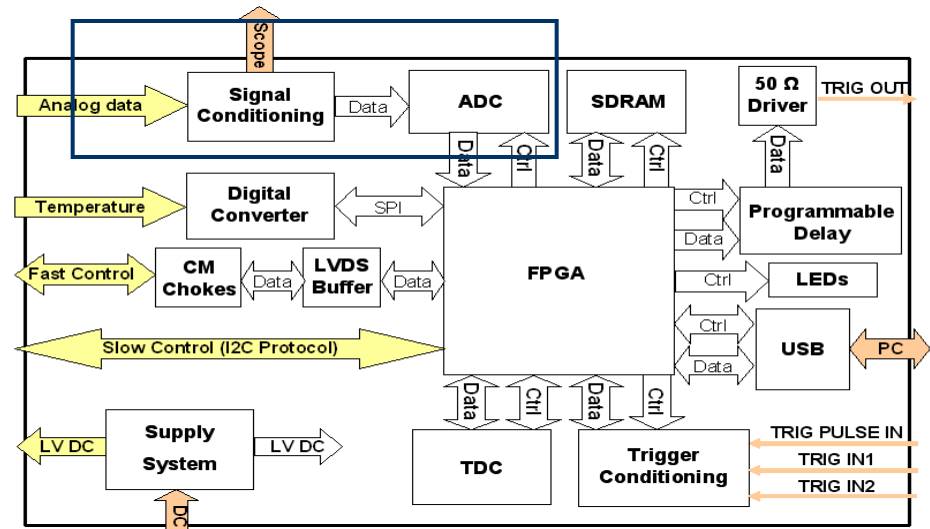 Scope
Analog data
Signal
Conditioning
Data
ADC
SDRAM
50 Ω
Driver
TRIG OUT
Data
Ctrl
Data
Ctrl
Data
Temperature
Digital
Converter
SPI
Ctrl
Data
Programmable
Delay
Fast Control
CM
Chokes
Data
LVDS
Buffer
Data
FPGA
Ctrl
LEDs
Slow Control (I2C Protocol)
Ctrl
Data
USB
PC
Data
Ctrl
Data
Ctrl
LV DC
Supply
System
LV DC
TDC
Trigger
Conditioning
TRIG PULSE IN
TRIG IN1
TRIG IN2
DC